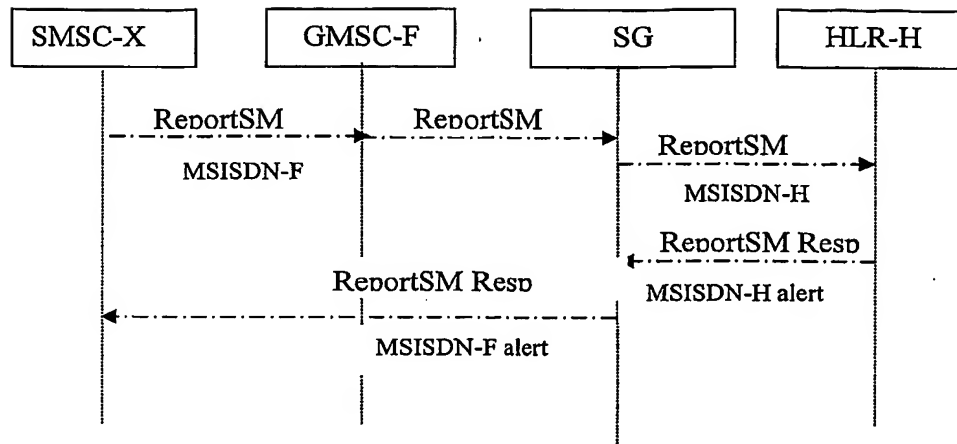 SMSC-X GMSC-F SG HLR-H
ReportSM ReportSM
MSISDN-F
ReportSM
MSISDN-H
ReportSM Resp
MSISDN-H alert
ReportSM Resp
MSISDN-F alert